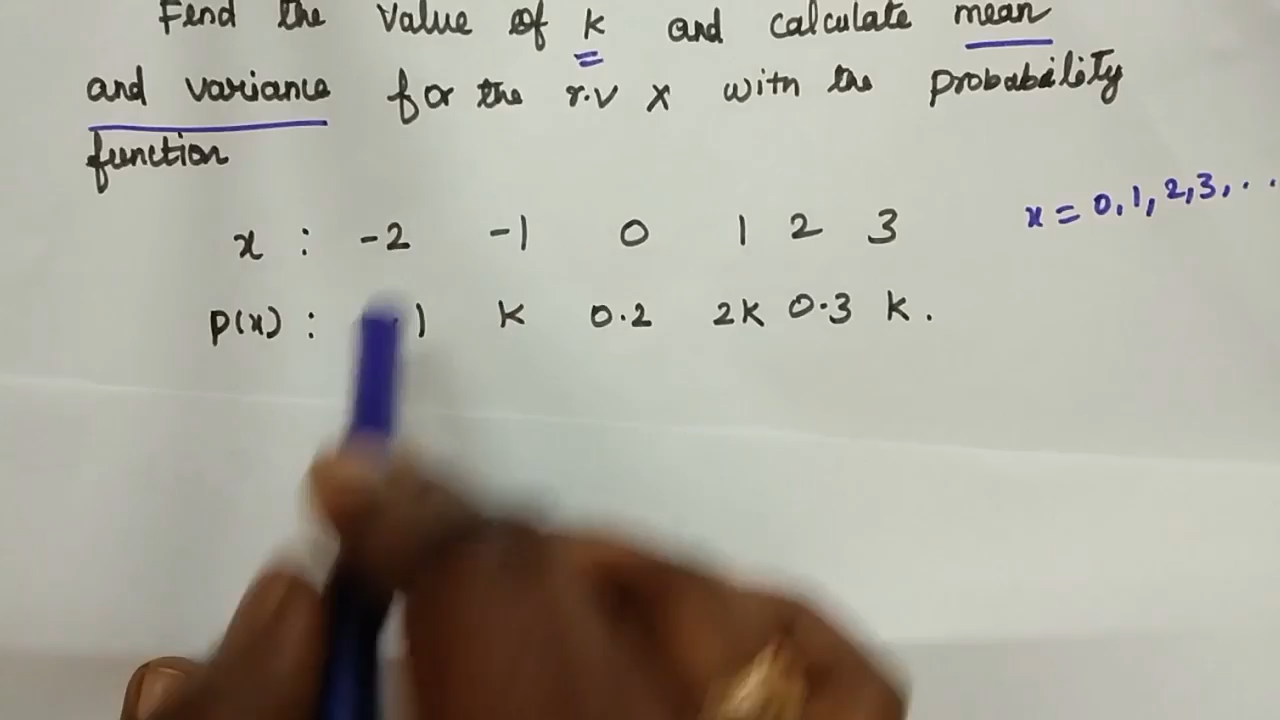 Find the value of k and calculate mean
and variance for the r.v X with the probability
function
x = 0, 1, 2, 3, . .
x : -2 -1 0 1 2 3
P(x) : 1 k 0.2 2k 0.3 k.